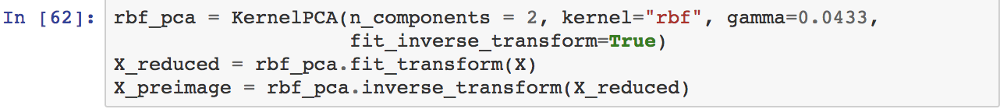 In [62]: rbf_pca = KernelPCA(n_components = 2, kernel="rbf", gamma=0.0433,
fit_inverse_transform=True)
X_reduced = rbf_pca.fit_transform(X)
X_preimage = rbf_pca.inverse_transform(X_reduced)